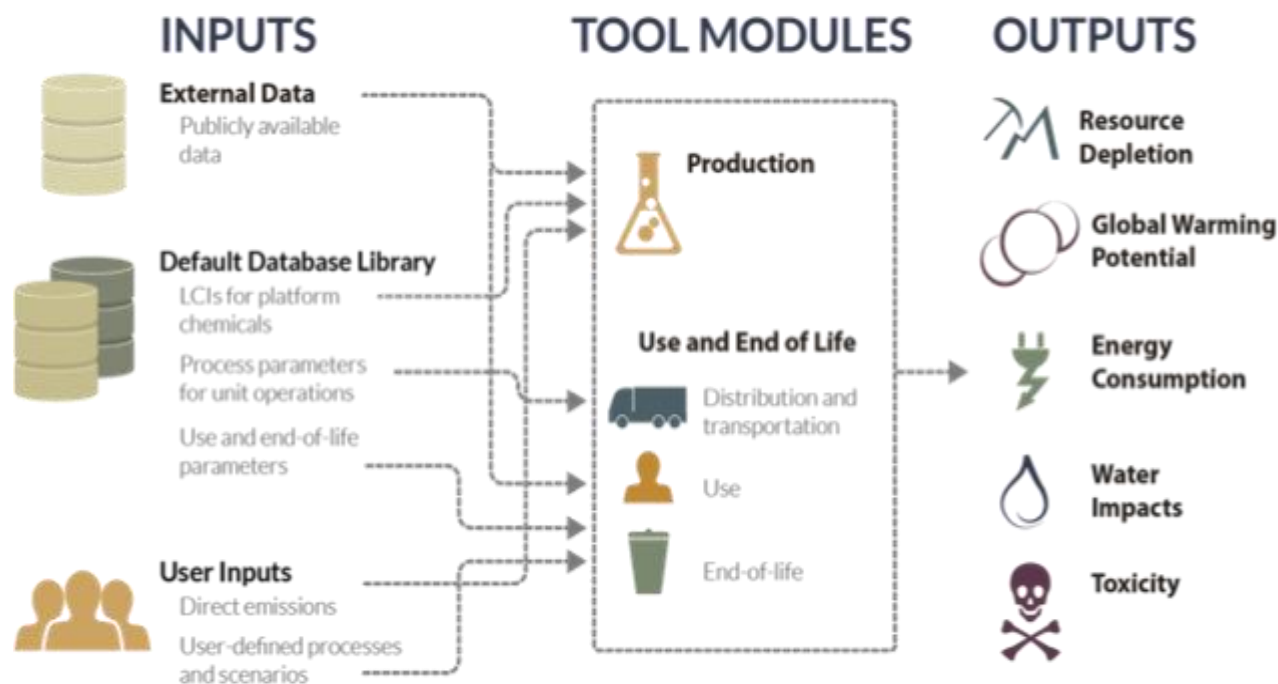 INPUTS
TOOL MODULES
OUTPUTS
External Data
Publicly available
data
Default Database Library
LCIs for platform
chemicals
Process parameters
for unit operations
Use and end-of-life
parameters
User Inputs
Direct emissions
User-defined processes
and scenarios
Production
Use and End of Life
Distribution and
transportation
Use
End-of-life
Resource
Depletion
Global Warming
Potential
Energy
Consumption
Water
Impacts
Toxicity